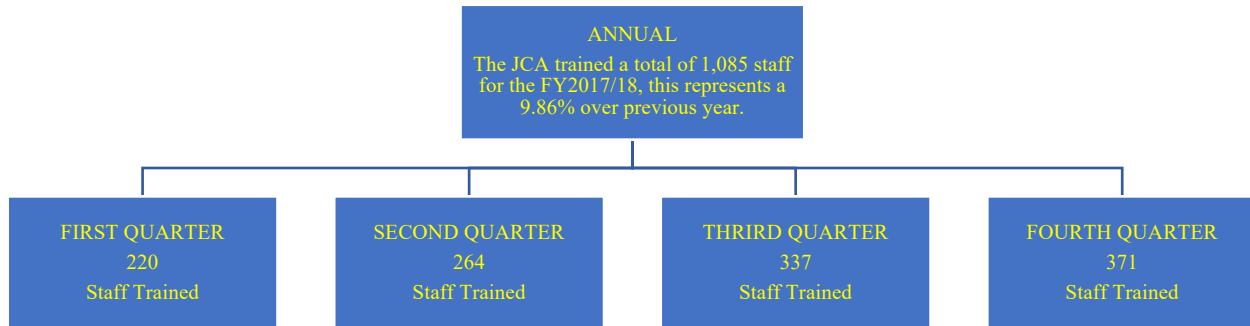 ANNUAL
The JCA trained a total of 1,085 staff
for the FY2017/18, this represents a
9.86% over previous year.
FIRST QUARTER
220
Staff Trained
SECOND QUARTER
264
Staff Trained
THRIRD QUARTER
337
Staff Trained
FOURTH QUARTER
371
Staff Trained